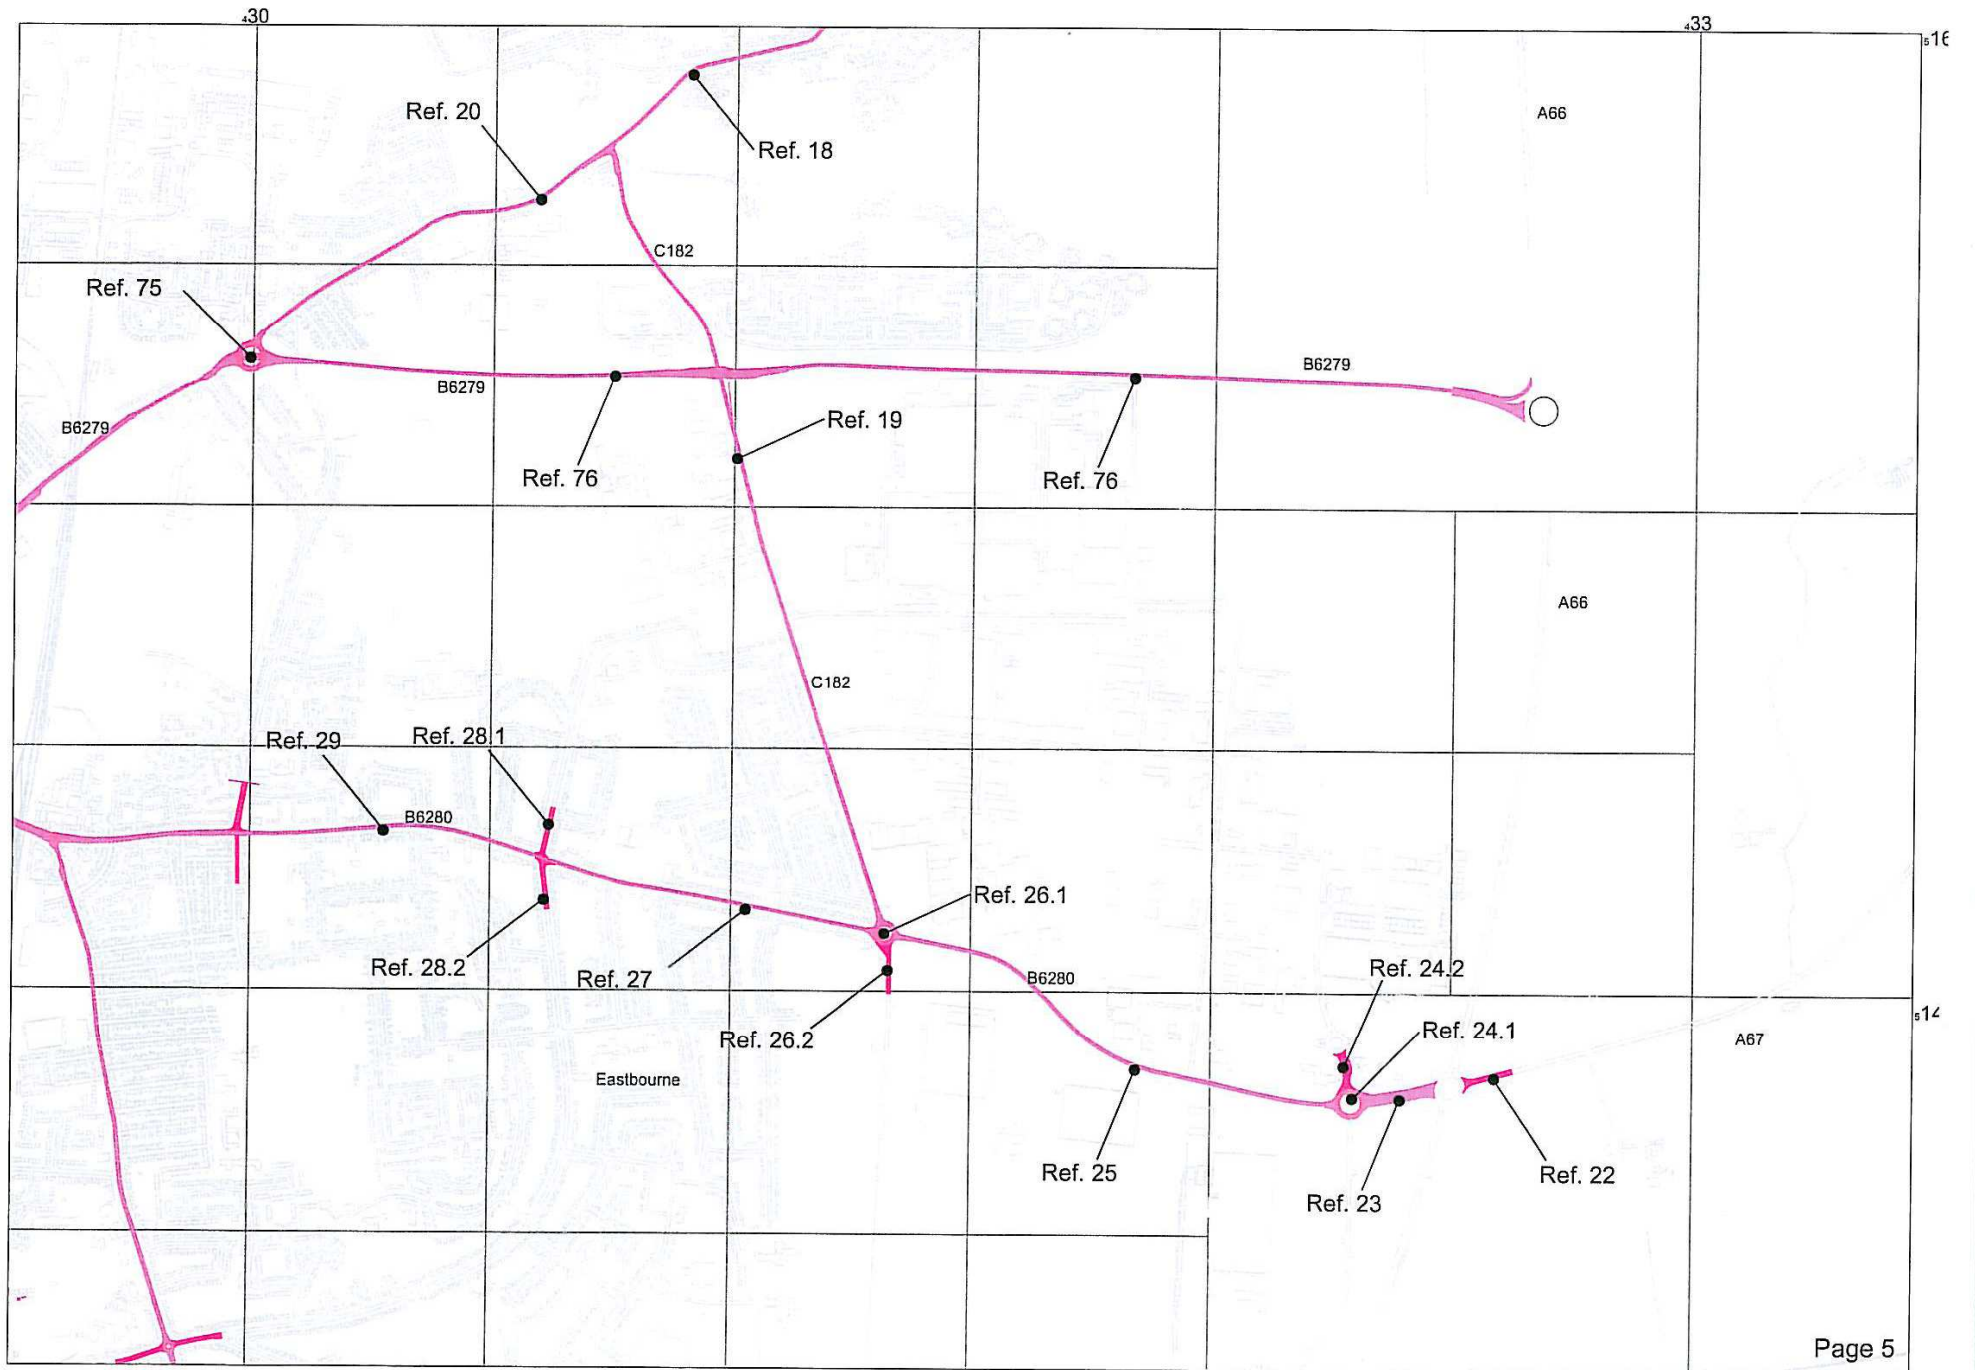 430
433
516
A66
Ref. 20
Ref. 18
C182
Ref. 75
B6279
B6279
B6279
Ref. 19
Ref. 76
Ref. 76
A66
C182
Ref. 29
Ref. 28.1
B6280
Ref. 26.1
Ref. 28.2
Ref. 27
B6280
Ref. 24.2
514
Ref. 26.2
Ref. 24.1
A67
Eastbourne
Ref. 25
Ref. 22
Ref. 23
Page 5